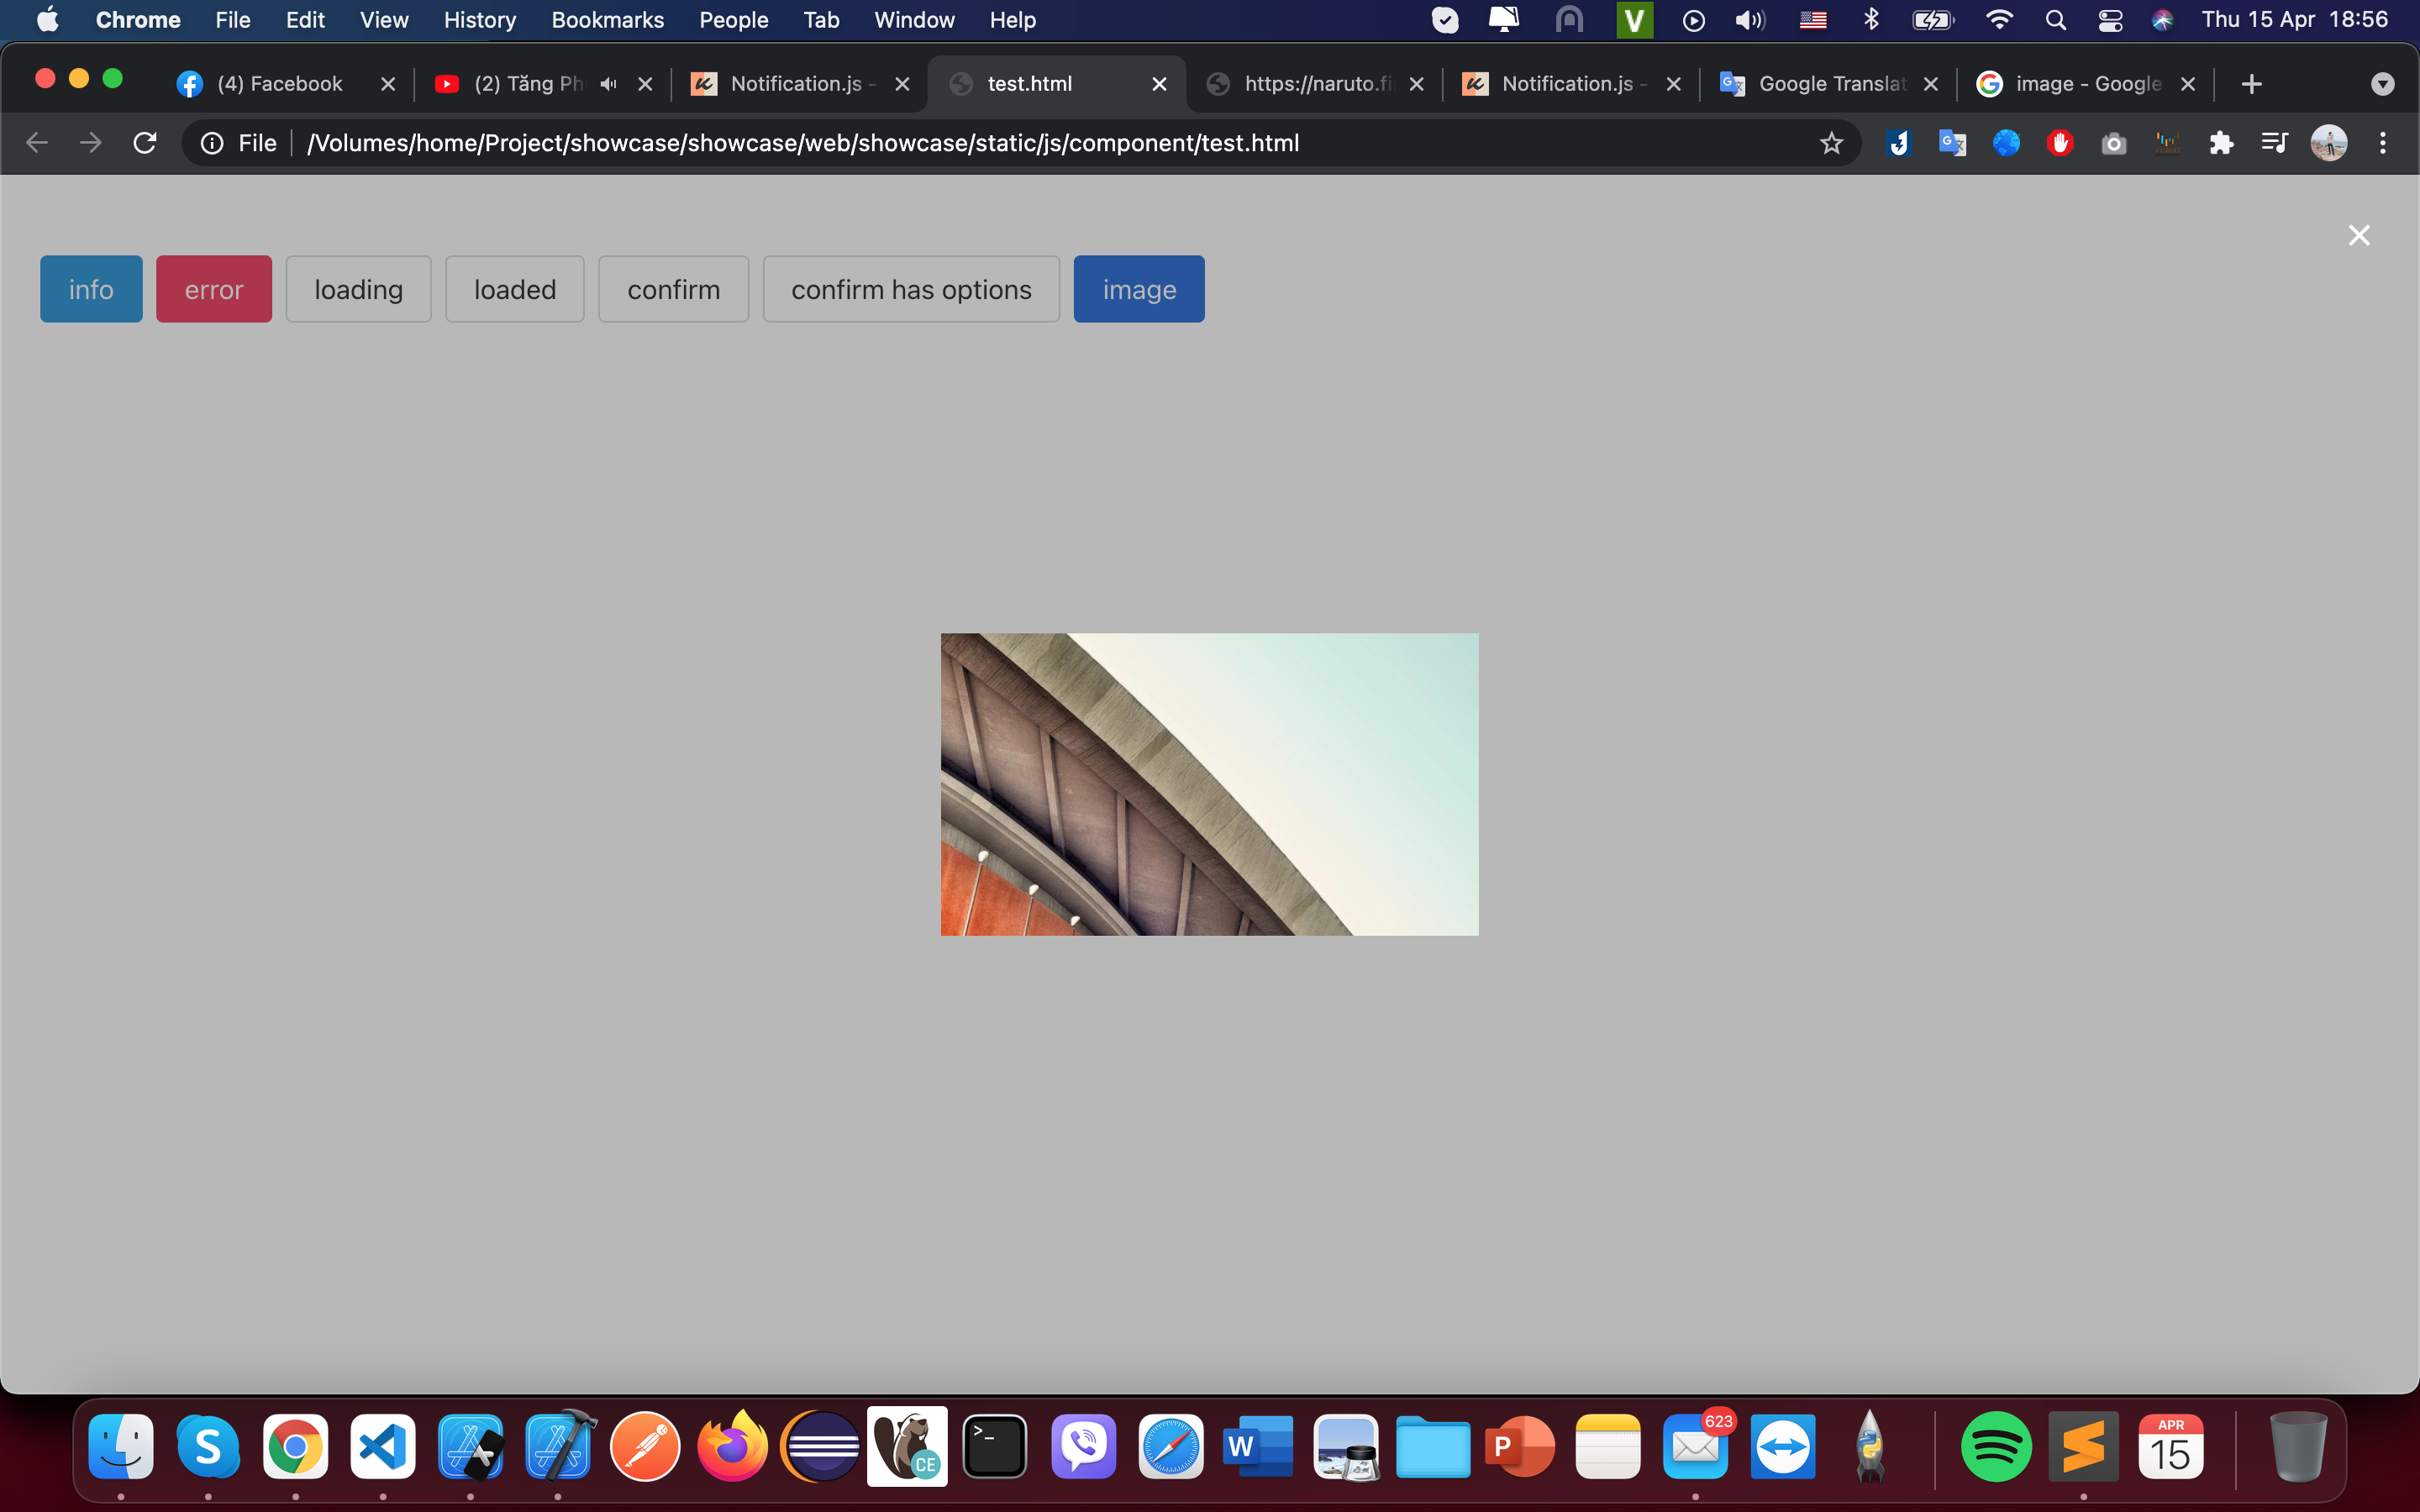 Chrome File Edit View History Bookmarks People Tab Window Help V Thu 15 Apr 18:56
(4) Facebook (2) Tăng Ph Notification.js - test.html https://naruto.fi Notification.js - Google Translat image - Google
File /Volumes/home/Project/showcase/showcase/web/showcase/static/js/component/test.html
info error loading loaded confirm confirm has options image
S CE >_ W P 623 APR
15